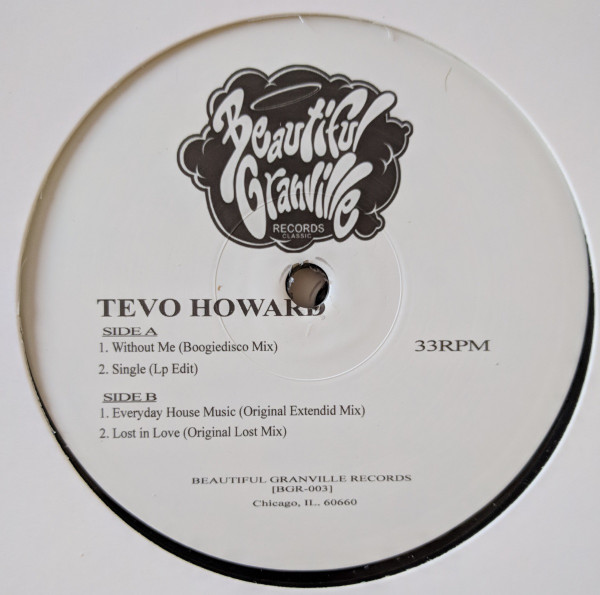 Beautiful
Granville
RECORDS
CLASSIC
TEVO HOWARD
SIDE A
1. Without Me (Boogiedisco Mix)
33RPM
2. Single (Lp Edit)
SIDE B
1. Everyday House Music (Original Extendid Mix)
2. Lost in Love (Original Lost Mix)
BEAUTIFUL GRANVILLE RECORDS
[BGR-003]
Chicago, IL. 60660